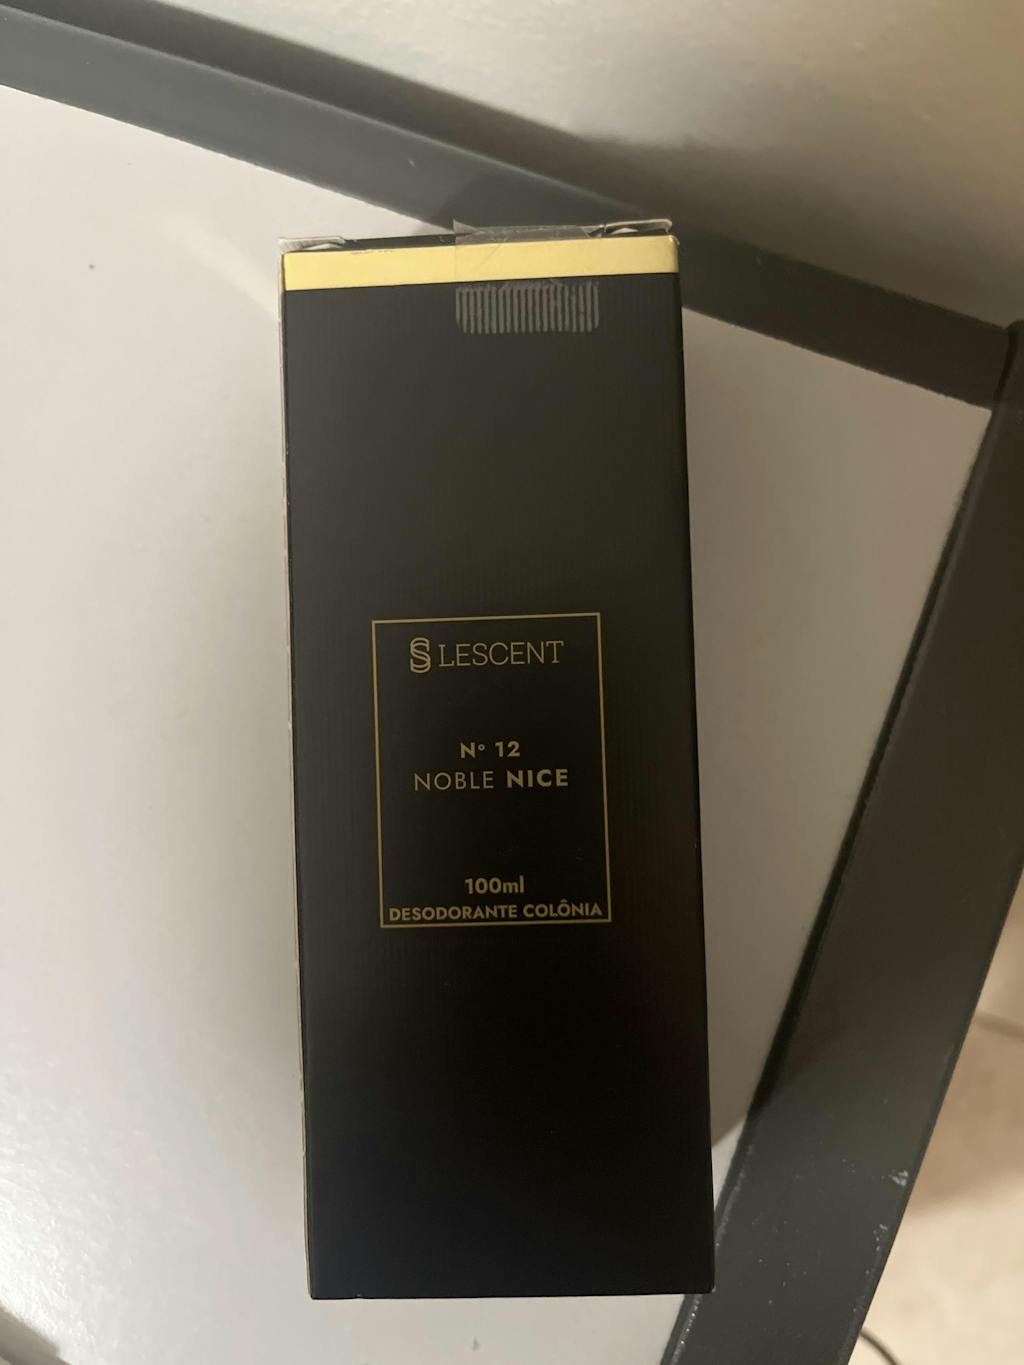 LESCENT
Nº 12
NOBLE NICE
100ml
DESODORANTE COLÔNIA